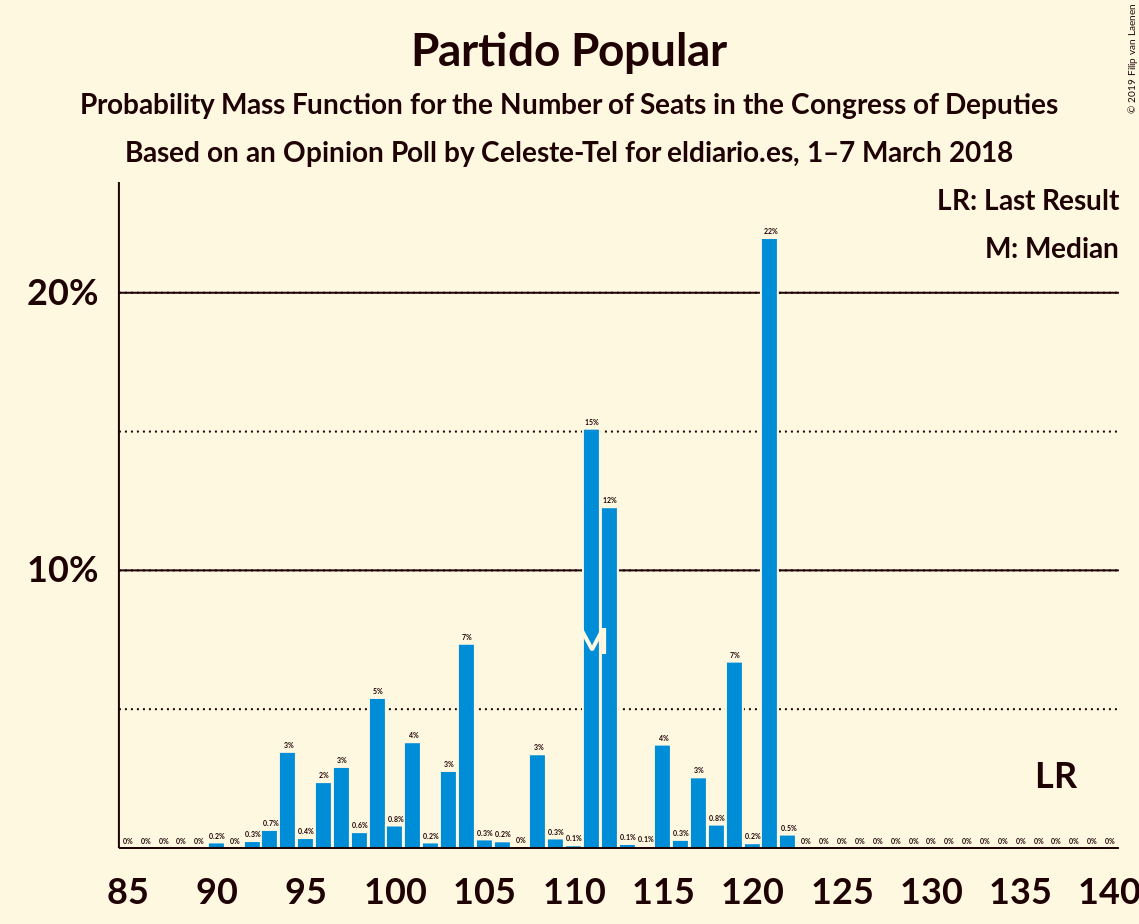 © 2019 Filip van Laenen
Partido Popular
Probability Mass Function for the Number of Seats in the Congress of Deputies
Based on an Opinion Poll by Celeste-Tel for eldiario.es, 1–7 March 2018
LR: Last Result
M: Median
20%
10%
0% 0% 0% 0% 0% 0.2% 0% 0.3% 0.7% 3% 0.4% 2% 3% 0.6% 5% 0.8% 4% 0.2% 3% 7% 0.3% 0.2% 0% 3% 0.3% 0.1% 15% 12% 0.1% 0.1% 4% 0.3% 3% 0.8% 7% 0.2% 22% 0.5% 0% 0% 0% 0% 0% 0% 0% 0% 0% 0% 0% 0% 0% 0% 0% 0% 0% 0%
M
LR
85 90 95 100 105 110 115 120 125 130 135 140